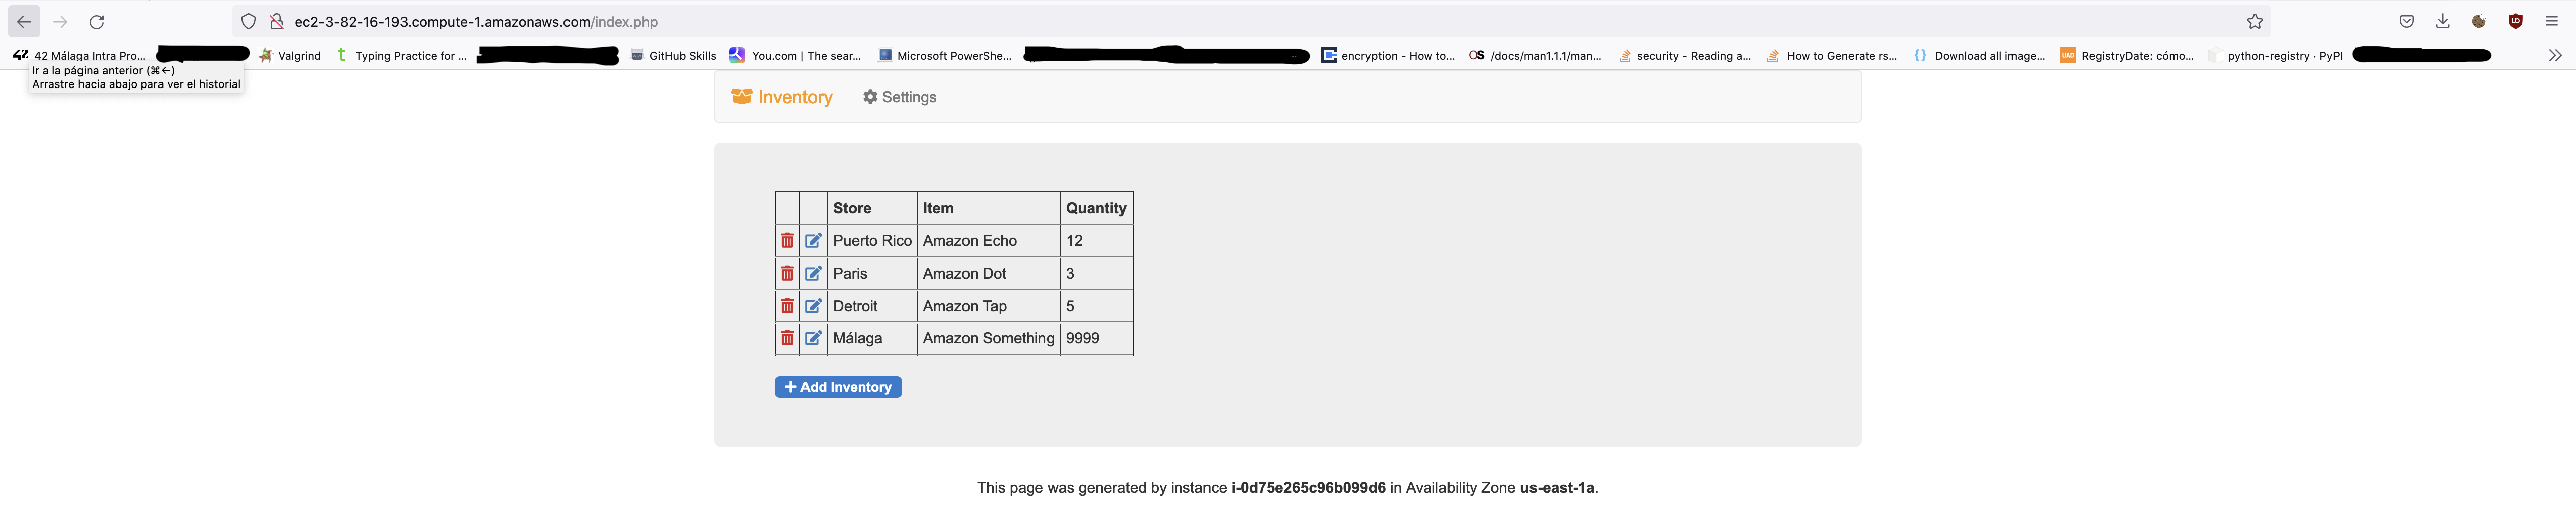 ec2-3-82-16-193.compute-1.amazonaws.com/index.php
42 Málaga Intra Pro... Valgrind Typing Practice for ... GitHub Skills You.com | The sear... Microsoft PowerShe... encryption - How to... OS /docs/man1.1.1/man... security - Reading a... How to Generate rs... Download all image... UAD RegistryDate: cómo... python-registry · PyPI
Ir a la página anterior (⌘←)
Arrastre hacia abajo para ver el historial
Inventory Settings
Store Item Quantity
Puerto Rico Amazon Echo 12
Paris Amazon Dot 3
Detroit Amazon Tap 5
Málaga Amazon Something 9999
+ Add Inventory
This page was generated by instance i-0d75e265c96b099d6 in Availability Zone us-east-1a.